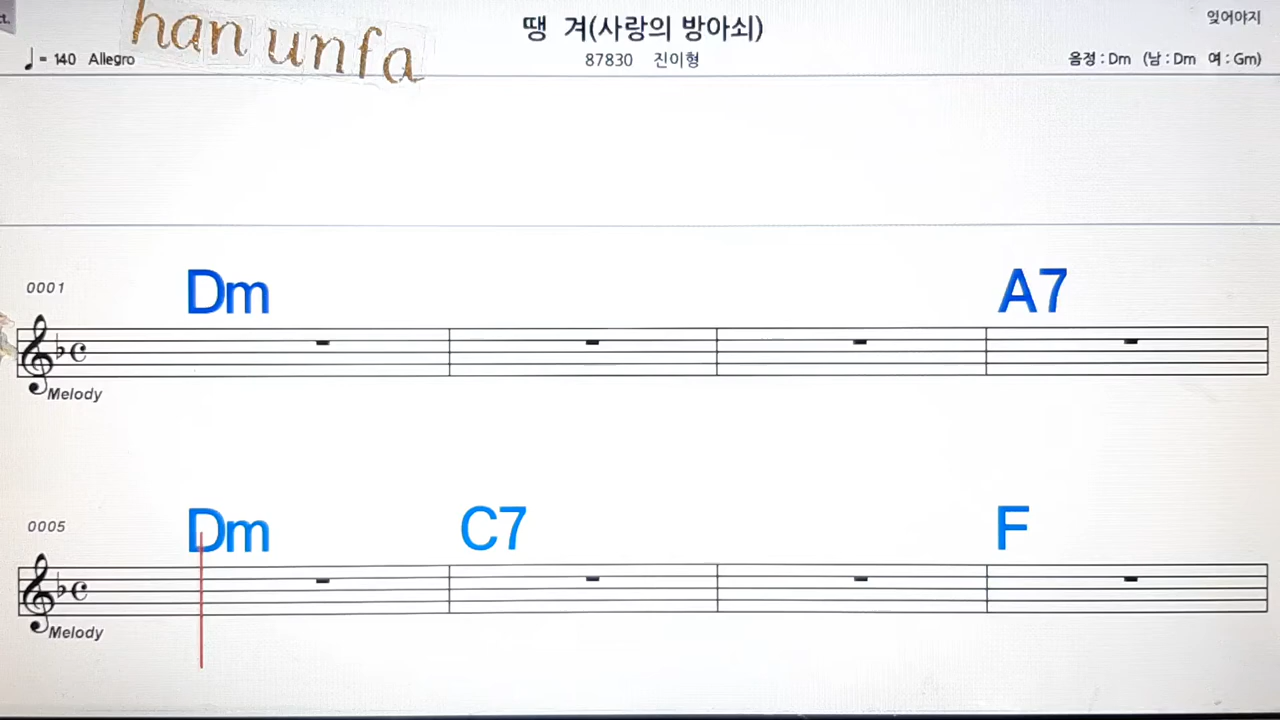 ct.
han unfa
땡 겨(사랑의 방아쇠)
잊어야지
♩ = 140 Allegro
87830 진이형
음정 : Dm (남 : Dm 여 : Gm)
0001
Dm A7
Melody
0005
Dm C7 F
Melody